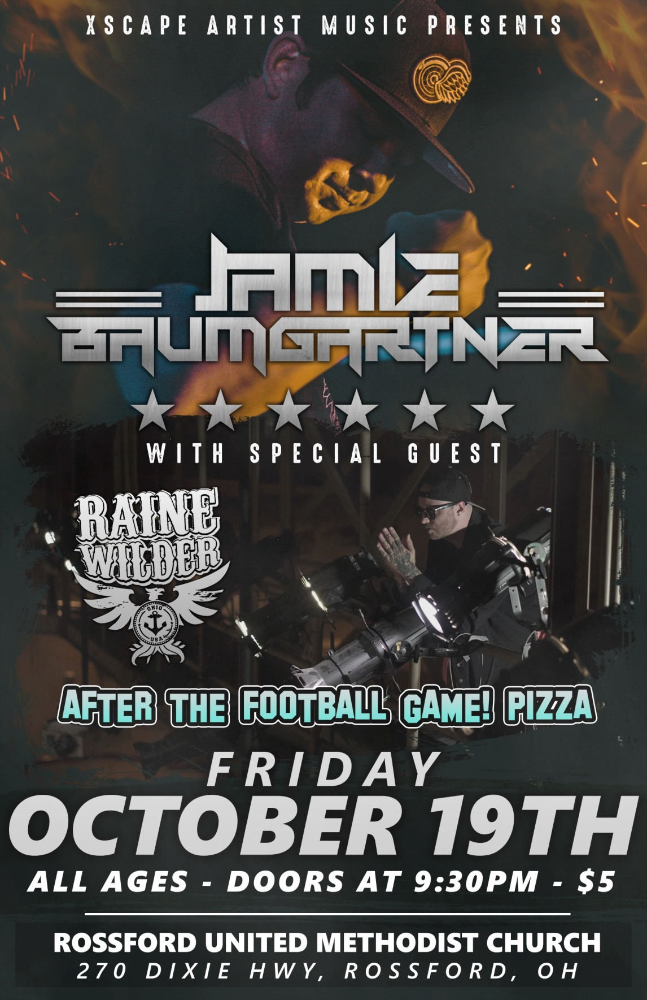 XSCAPE ARTIST MUSIC PRESENTS
JAMIE
BAUMGARTNER
WITH SPECIAL GUEST
RAINE
WILDER
OHIO
USA
AFTER THE FOOTBALL GAME! PIZZA
FRIDAY
OCTOBER 19TH
ALL AGES - DOORS AT 9:30PM - $5
ROSSFORD UNITED METHODIST CHURCH
270 DIXIE HWY, ROSSFORD, OH